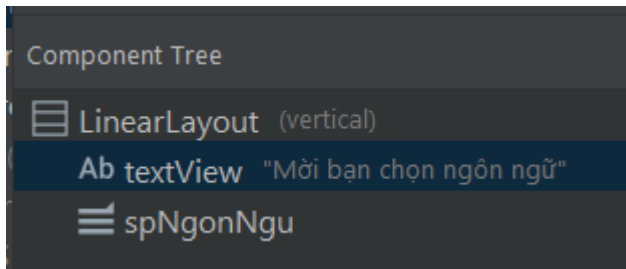 Component Tree
LinearLayout (vertical)
Ab textView "Mời bạn chọn ngôn ngữ"
spNgonNgu